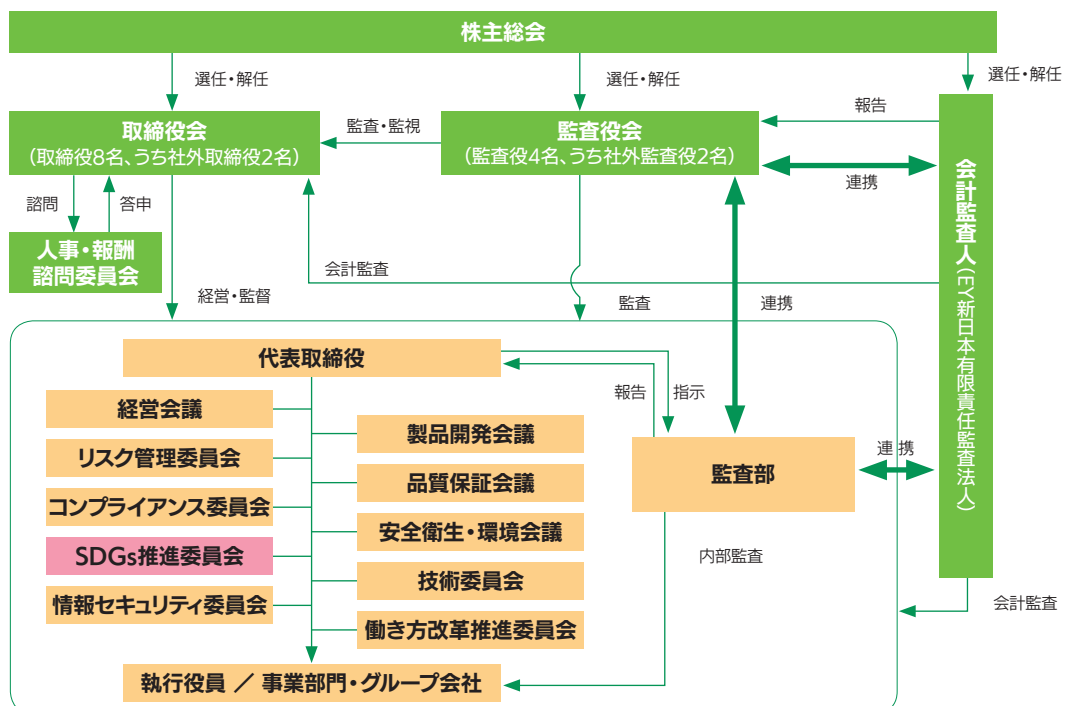 株主総会
選任・解任
選任・解任
選任・解任
取締役会
(取締役8名、うち社外取締役2名)
監査・監視
監査役会
(監査役4名、うち社外監査役2名)
報告
連携
会計監査人(EY新日本有限責任監査法人)
諮問
答申
人事・報酬
諮問委員会
会計監査
経営・監督
監査
連携
代表取締役
報告
指示
経営会議
製品開発会議
リスク管理委員会
品質保証会議
監査部
連携
コンプライアンス委員会
安全衛生・環境会議
SDGs推進委員会
技術委員会
内部監査
情報セキュリティ委員会
働き方改革推進委員会
会計監査
執行役員 / 事業部門・グループ会社